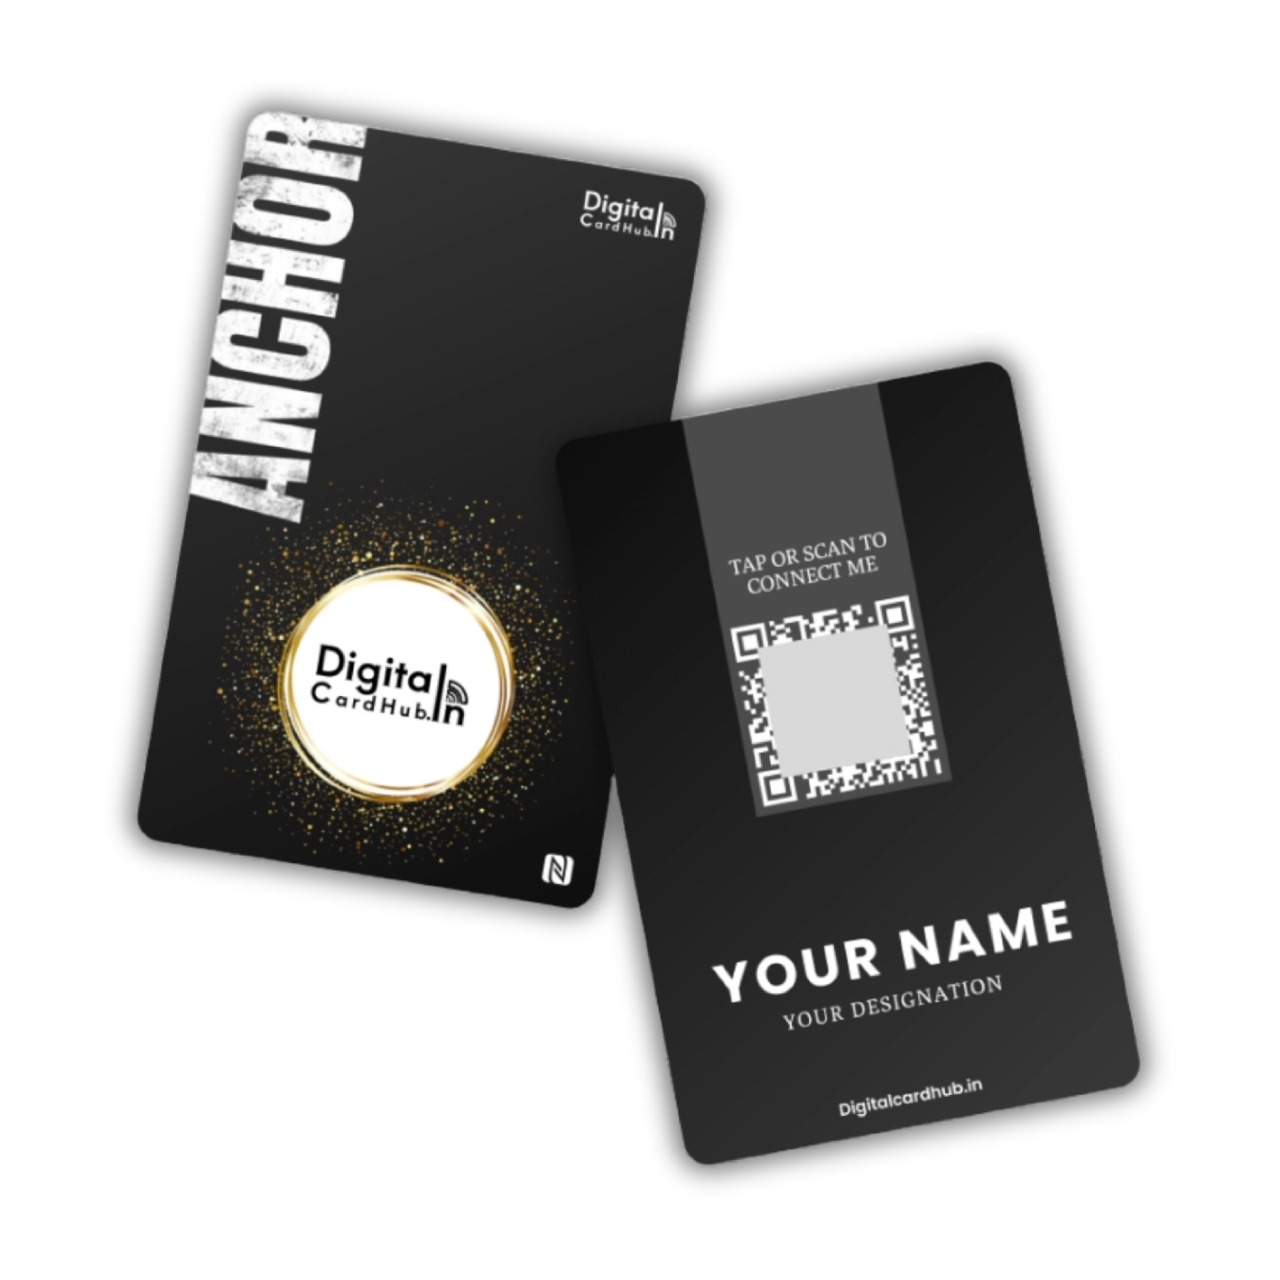 ANCHOR
Digital In
CardHub.
Digital In
CardHub.
TAP OR SCAN TO
CONNECT ME
YOUR NAME
YOUR DESIGNATION
Digitalcardhub.in